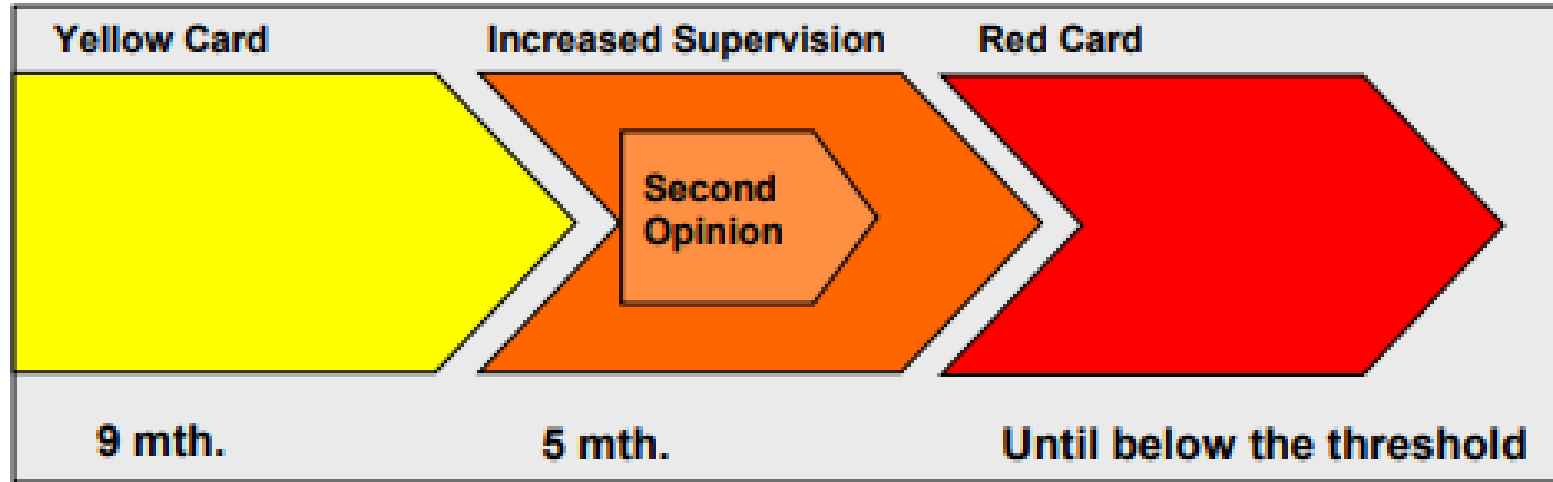 Yellow Card
Increased Supervision
Red Card
Second
Opinion
9 mth.
5 mth.
Until below the threshold